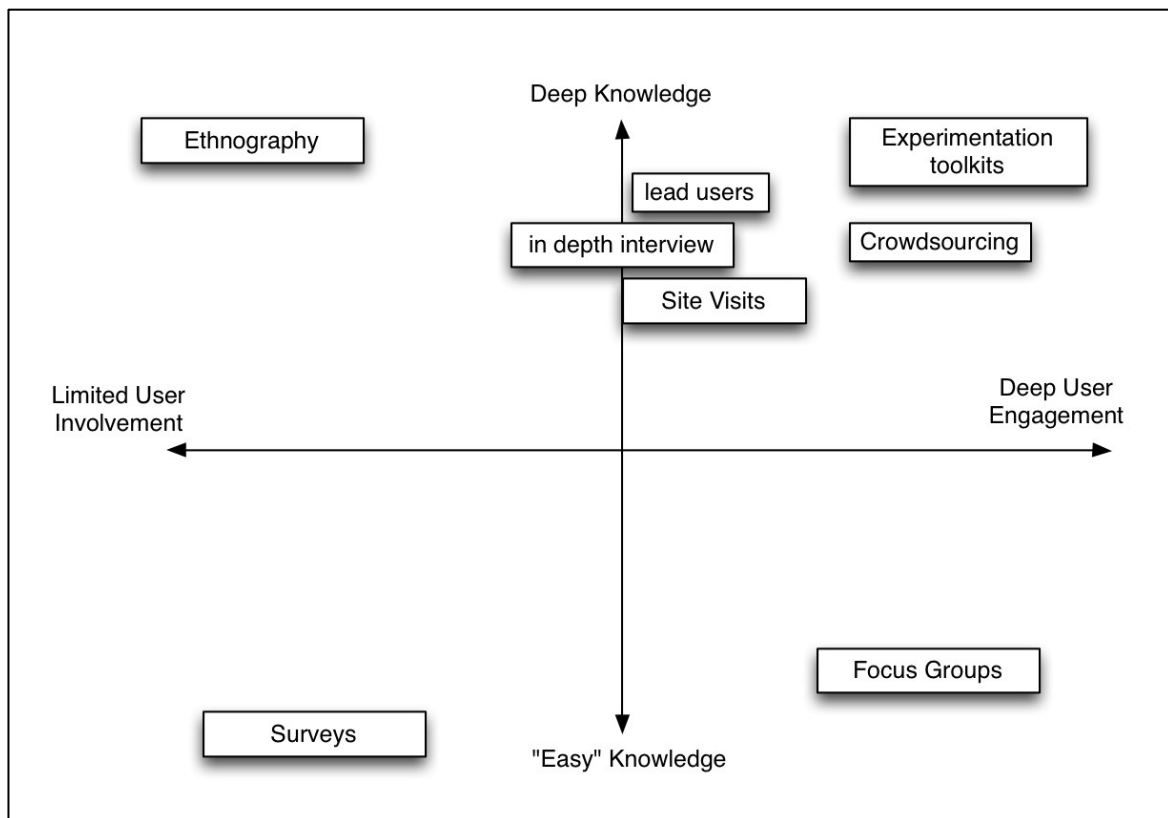 Deep Knowledge
Ethnography
Experimentation
toolkits
lead users
in depth interview
Crowdsourcing
Site Visits
Limited User
Involvement
Deep User
Engagement
Focus Groups
Surveys
"Easy" Knowledge